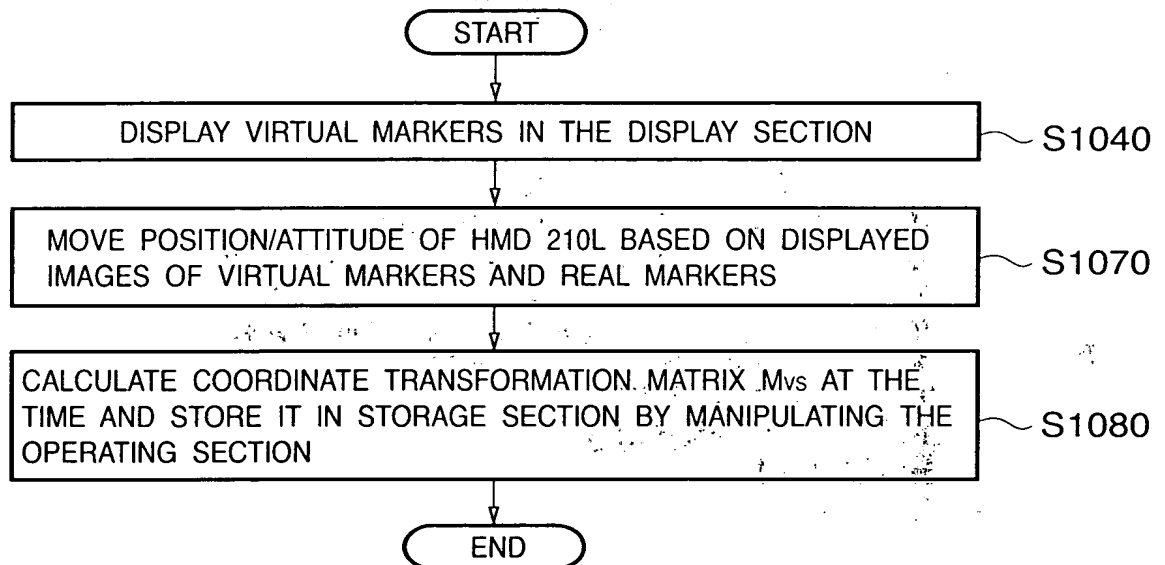 START
DISPLAY VIRTUAL MARKERS IN THE DISPLAY SECTION
S1040
MOVE POSITION/ATTITUDE OF HMD 210L BASED ON DISPLAYED
IMAGES OF VIRTUAL MARKERS AND REAL MARKERS
S1070
CALCULATE COORDINATE TRANSFORMATION MATRIX Mvs AT THE
TIME AND STORE IT IN STORAGE SECTION BY MANIPULATING THE
OPERATING SECTION
S1080
END